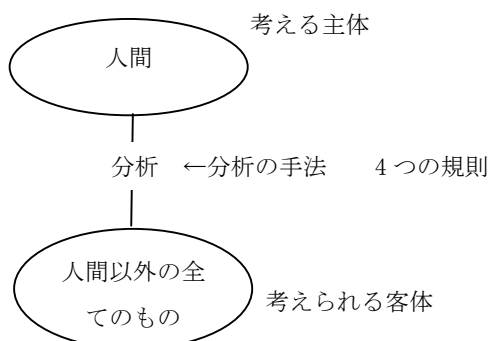 考える主体
人間
分析　←分析の手法　　4つの規則
人間以外の全
てのもの
考えられる客体